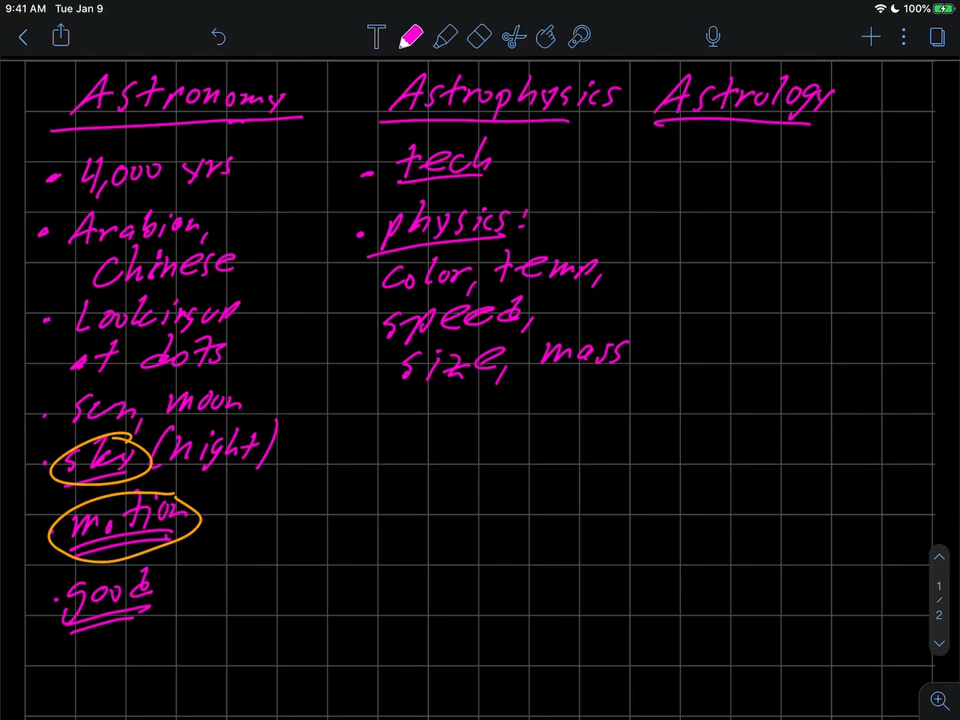 9:41 AM Tue Jan 9
100%
Astronomy
• 4,000 yrs
• Arabian,
Chinese
• Looking up
at dots
• sun, moon
• sky (night)
• motion
• good
Astrophysics
• tech
• physics:
color, temp,
speed,
size, mass
Astrology
1
/
2